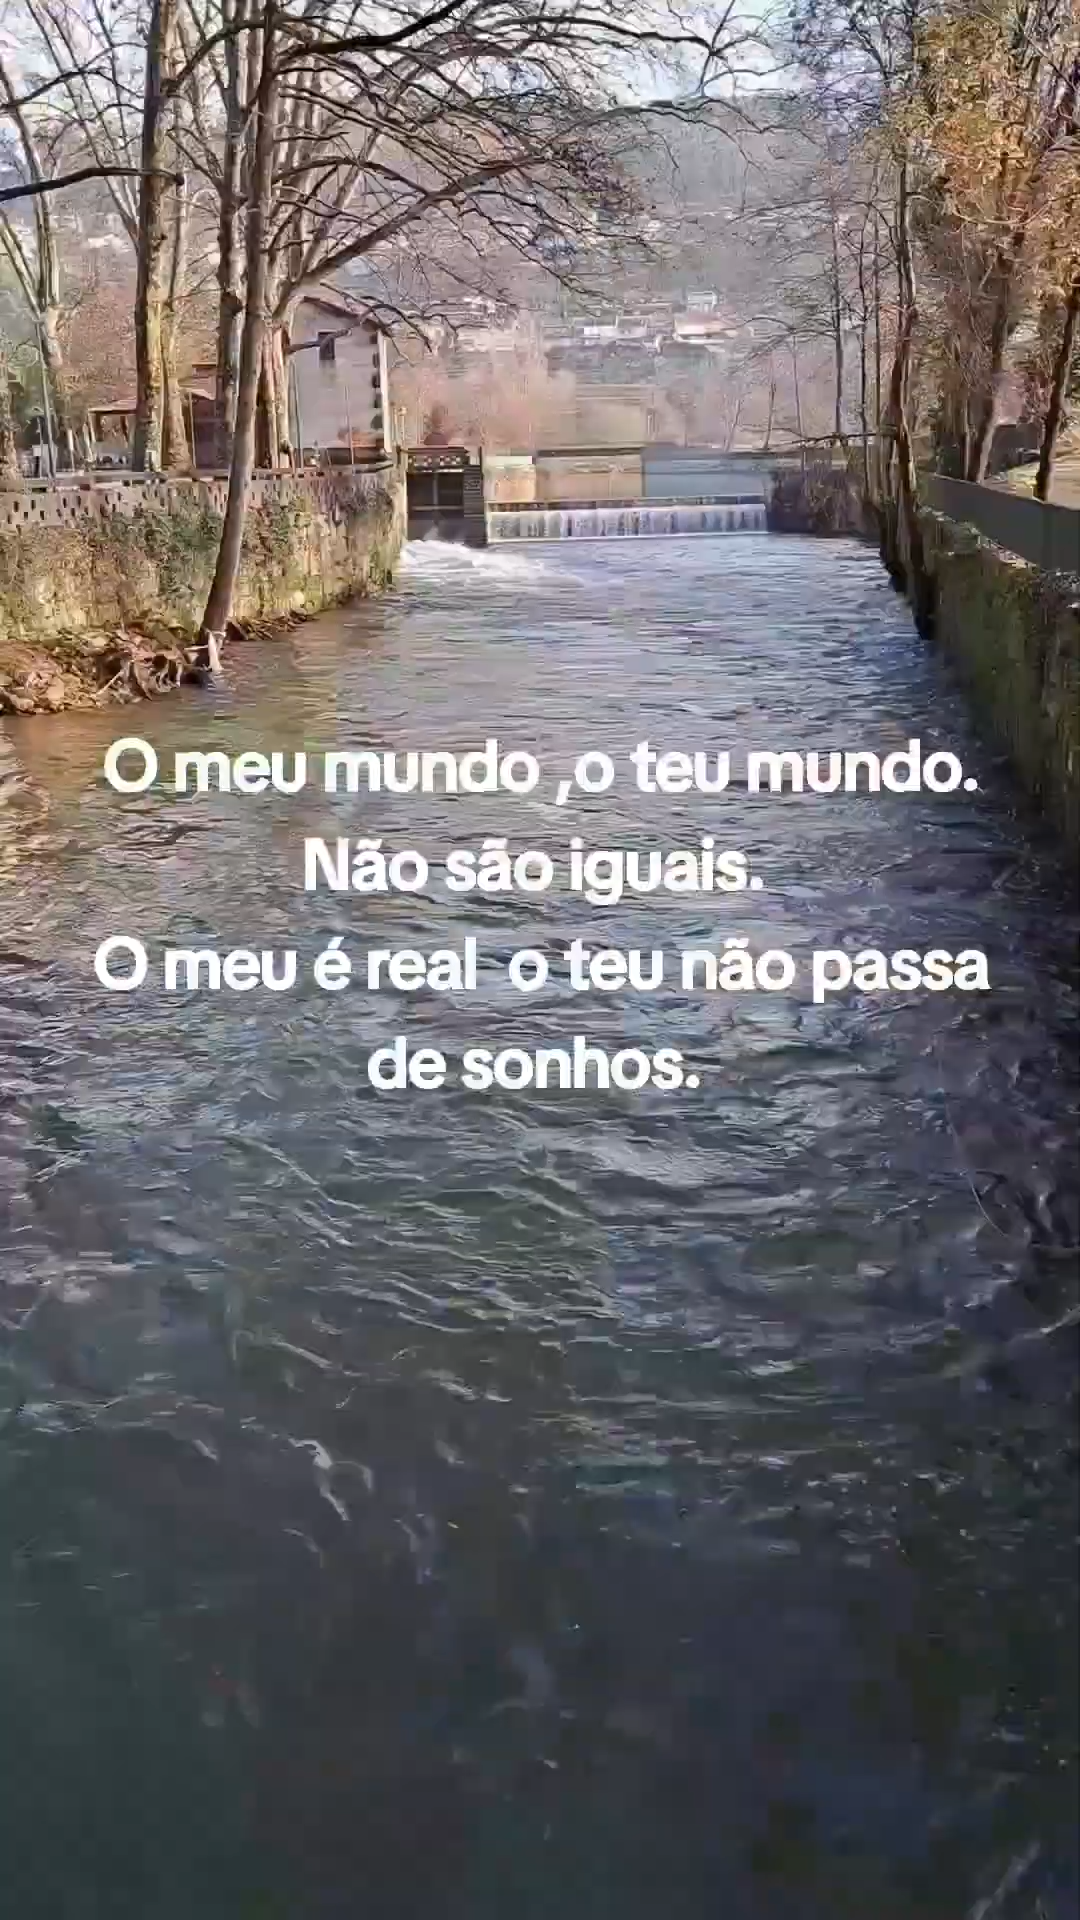 O meu mundo ,o teu mundo.
Não são iguais.
O meu é real  o teu não passa
de sonhos.